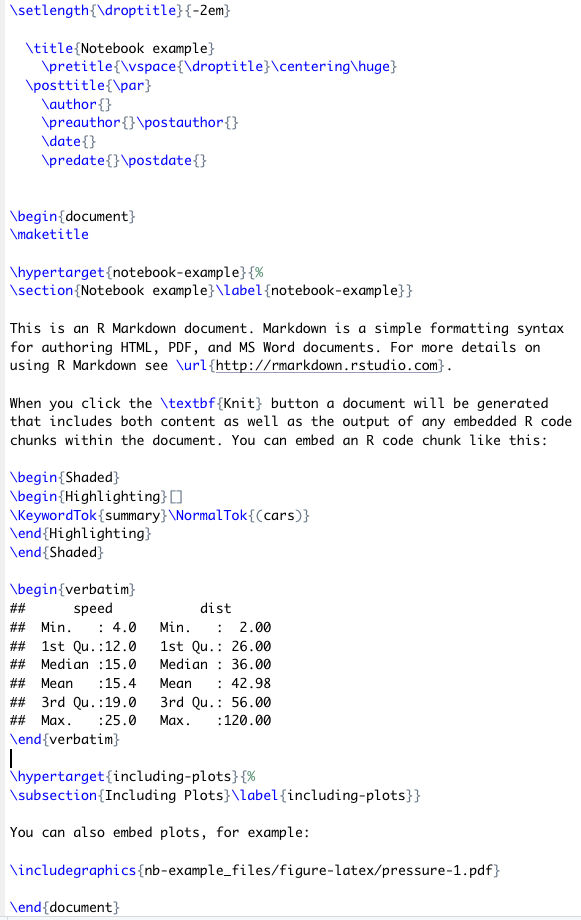 \setlength{\droptitle}{-2em}

  \title{Notebook example}
    \pretitle{\vspace{\droptitle}\centering\huge}
  \posttitle{\par}
    \author{}
    \preauthor{}\postauthor{}
    \date{}
    \predate{}\postdate{}


\begin{document}
\maketitle

\hypertarget{notebook-example}{%
\section{Notebook example}\label{notebook-example}}

This is an R Markdown document. Markdown is a simple formatting syntax
for authoring HTML, PDF, and MS Word documents. For more details on
using R Markdown see \url{http://rmarkdown.rstudio.com}.

When you click the \textbf{Knit} button a document will be generated
that includes both content as well as the output of any embedded R code
chunks within the document. You can embed an R code chunk like this:

\begin{Shaded}
\begin{Highlighting}[]
\KeywordTok{summary}\NormalTok{(cars)}
\end{Highlighting}
\end{Shaded}

\begin{verbatim}
##      speed           dist
##  Min.   : 4.0   Min.   :  2.00
##  1st Qu.:12.0   1st Qu.: 26.00
##  Median :15.0   Median : 36.00
##  Mean   :15.4   Mean   : 42.98
##  3rd Qu.:19.0   3rd Qu.: 56.00
##  Max.   :25.0   Max.   :120.00
\end{verbatim}

\hypertarget{including-plots}{%
\subsection{Including Plots}\label{including-plots}}

You can also embed plots, for example:

\includegraphics{nb-example_files/figure-latex/pressure-1.pdf}

\end{document}